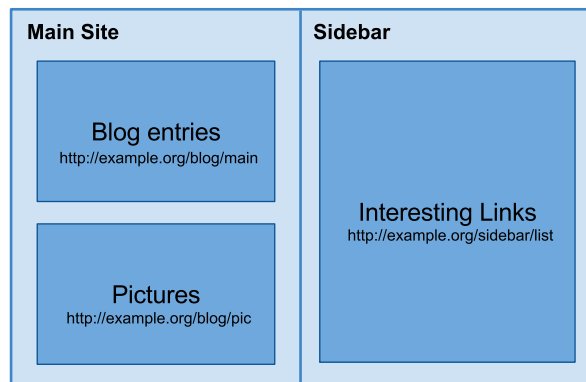 Main Site
Blog entries
http://example.org/blog/main
Pictures
http://example.org/blog/pic
Sidebar
Interesting Links
http://example.org/sidebar/list